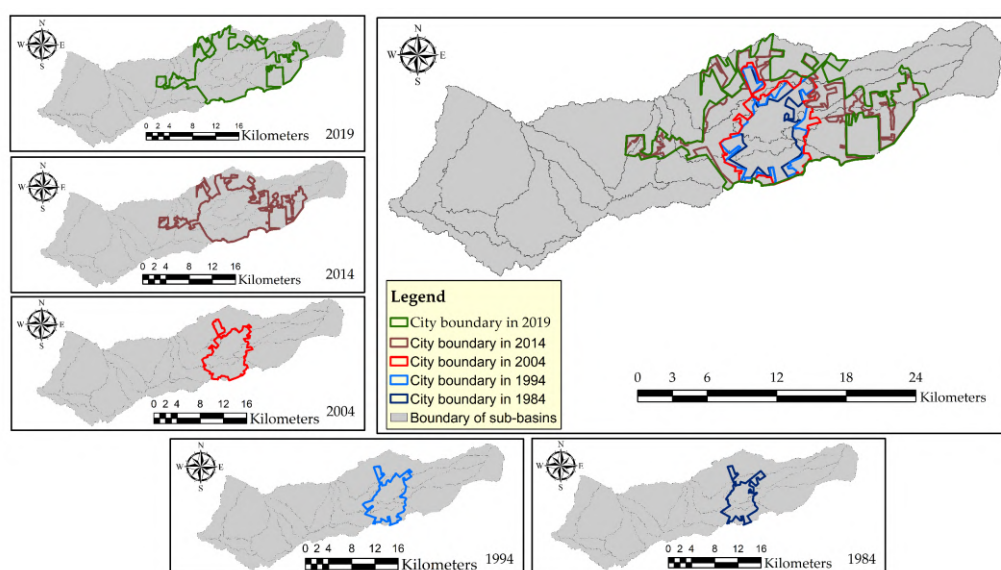 N
W E
S
0 2 4 8 12 16
Kilometers
2019
N
W E
S
0 2 4 8 12 16
Kilometers
2014
N
W E
S
0 2 4 8 12 16
Kilometers
2004
N
W E
S
Legend
City boundary in 2019
City boundary in 2014
City boundary in 2004
City boundary in 1994
City boundary in 1984
Boundary of sub-basins
0 3 6 12 18 24
Kilometers
N
W E
S
0 2 4 8 12 16
Kilometers
1994
N
W E
S
0 2 4 8 12 16
Kilometers
1984